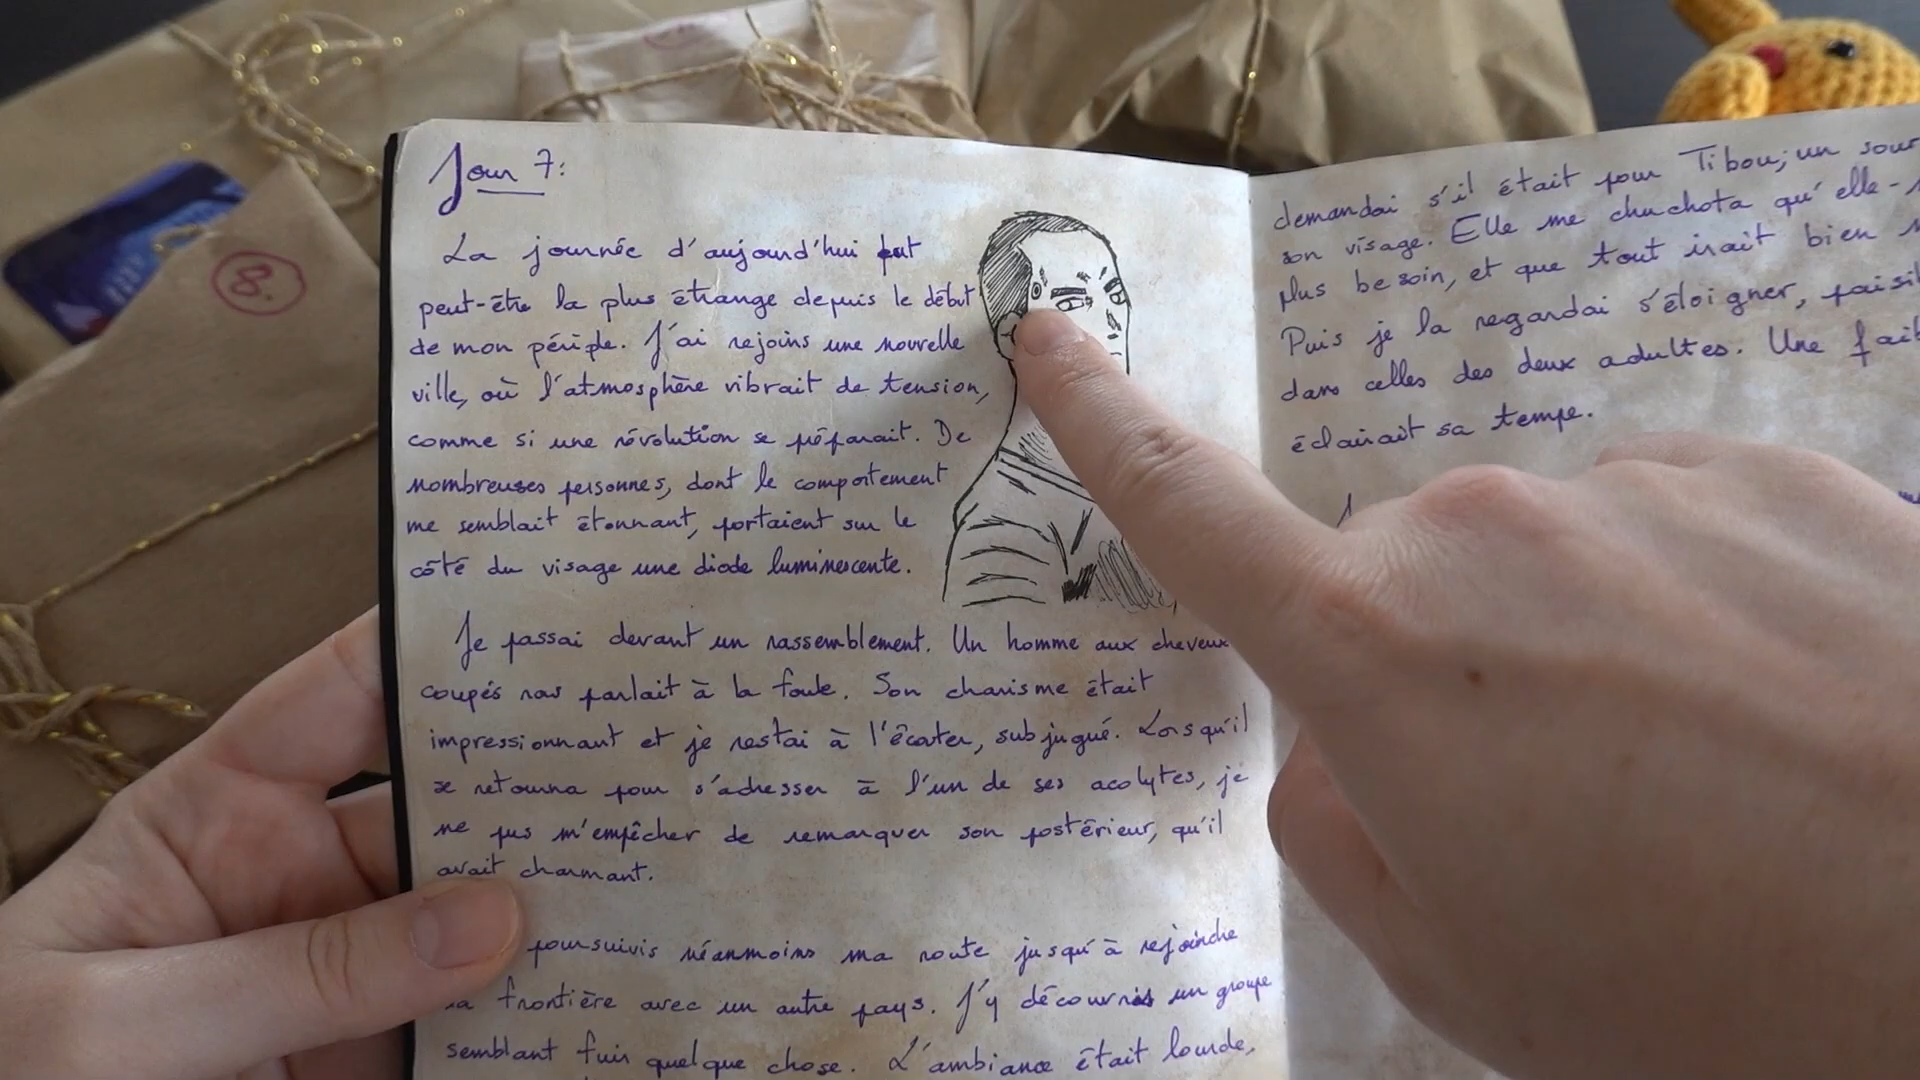 Jour 7:
La journée d'aujourd'hui fut
peut-être la plus étrange depuis le début
de mon périple. J'ai rejoins une nouvelle
ville, où l'atmosphère vibrait de tension,
comme si une révolution se préparait. De
nombreuses personnes, dont le comportement
me semblait étonnant, portaient sur le
côté du visage une diode luminescente.
Je passai devant un rassemblement. Un homme aux cheveux
coupés ras parlait à la foule. Son charisme était
impressionnant et je restai à l'écouter, subjugué. Lorsqu'il
se retourna pour s'adresser à l'un de ses acolytes, je
ne pus m'empêcher de remarquer son postérieur, qu'il
avait charmant.
poursuivis néanmoins ma route jusqu'à rejoindre
la frontière avec un autre pays. J'y découvris un groupe
semblant fuir quelque chose. L'ambiance était lourde,
demandai s'il était pour Tibou; un sour
son visage. Elle me chuchota qu'elle-
plus besoin, et que tout irait bien
Puis je la regardai s'éloigner, paisi
dans celles des deux adultes. Une faib
éclairait sa tempe.
8.